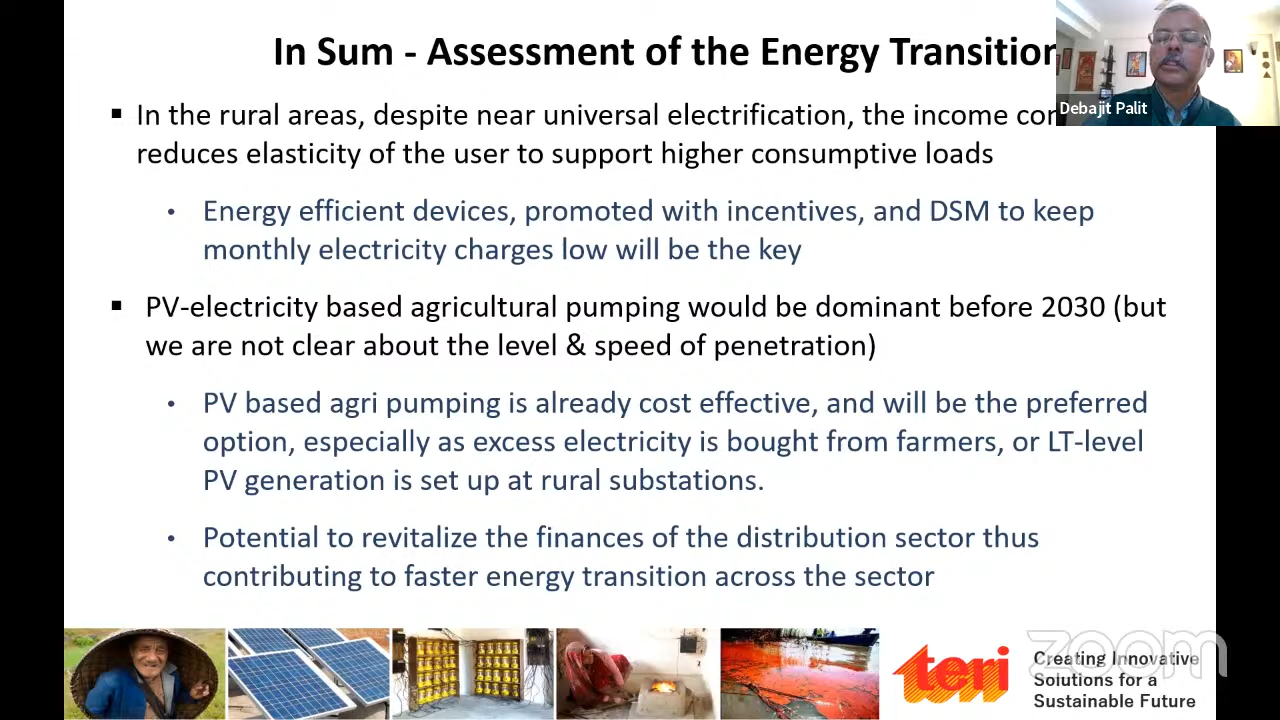 In Sum - Assessment of the Energy Transition
Debajit Palit
▪ In the rural areas, despite near universal electrification, the income
reduces elasticity of the user to support higher consumptive loads
• Energy efficient devices, promoted with incentives, and DSM to keep
monthly electricity charges low will be the key
▪ PV-electricity based agricultural pumping would be dominant before 2030 (but
we are not clear about the level & speed of penetration)
• PV based agri pumping is already cost effective, and will be the preferred
option, especially as excess electricity is bought from farmers, or LT-level
PV generation is set up at rural substations.
• Potential to revitalize the finances of the distribution sector thus
contributing to faster energy transition across the sector
teri
zoom
Creating Innovative
Solutions for a
Sustainable Future